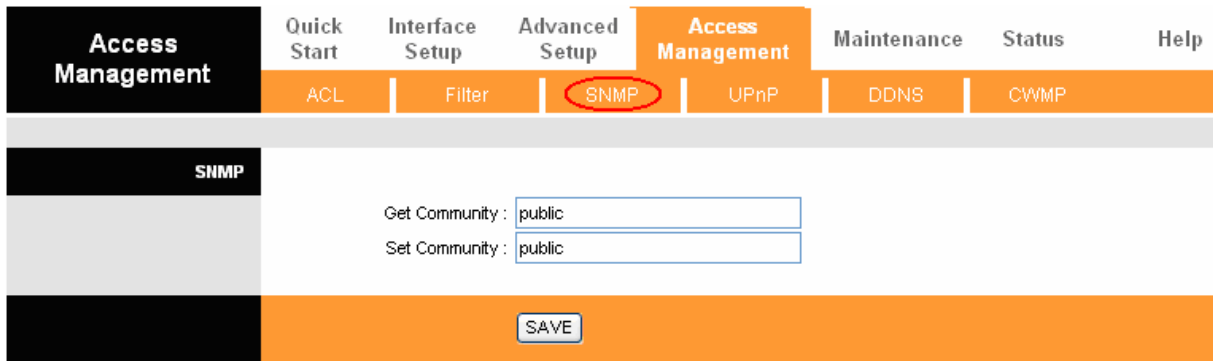 Access Management
Quick Start
Interface Setup
Advanced Setup
Access Management
Maintenance
Status
Help
ACL
Filter
SNMP
UPnP
DDNS
CWMP
SNMP
Get Community : public
Set Community : public
SAVE